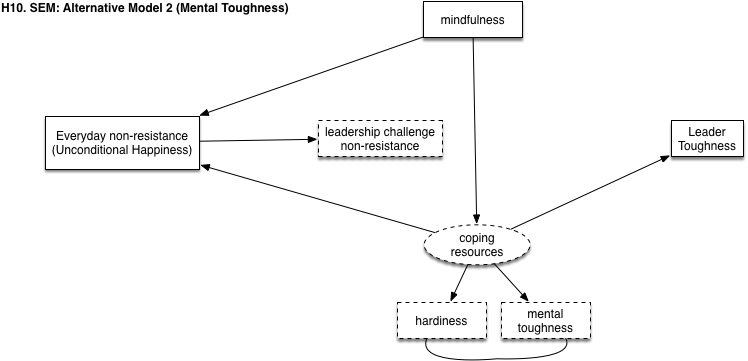 H10. SEM: Alternative Model 2 (Mental Toughness)
mindfulness
Everyday non-resistance
(Unconditional Happiness)
leadership challenge
non-resistance
Leader
Toughness
coping
resources
hardiness
mental
toughness